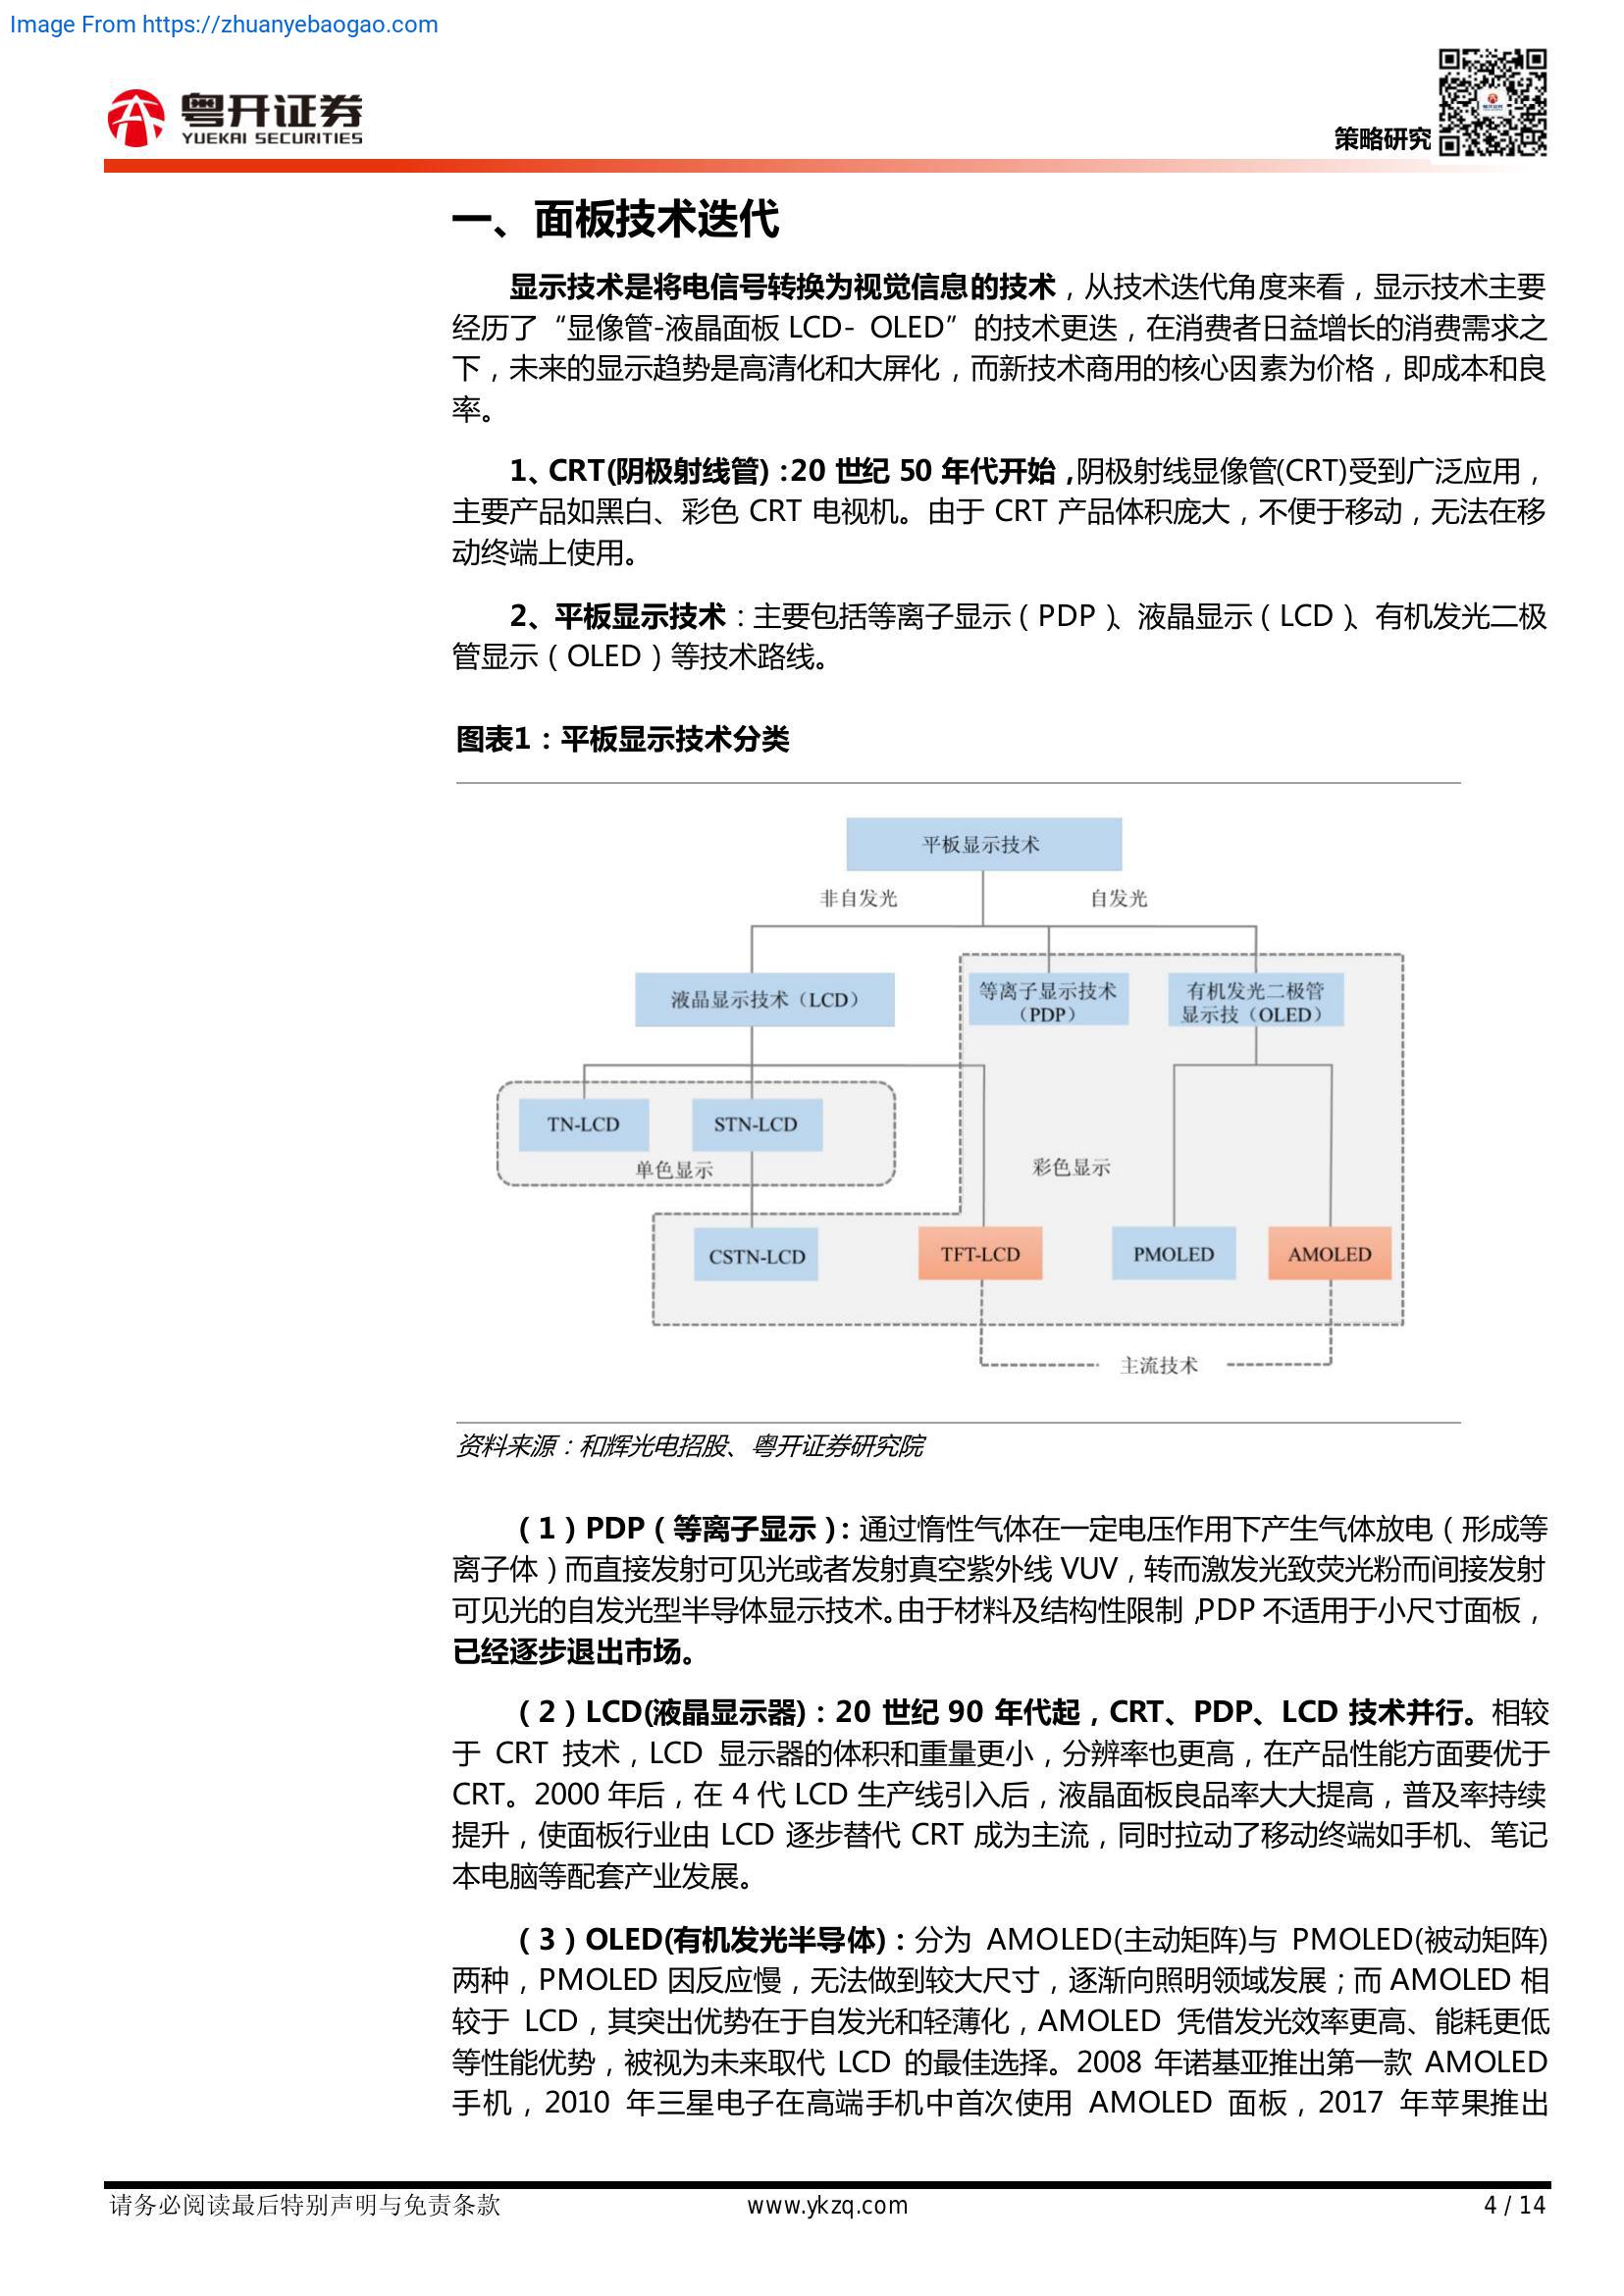 Image From https://zhuanyebaogao.com
粤开证券
YUEKAI SECURITIES
策略研究
一、面板技术迭代
显示技术是将电信号转换为视觉信息的技术，从技术迭代角度来看，显示技术主要
经历了“显像管-液晶面板 LCD- OLED”的技术更迭，在消费者日益增长的消费需求之
下，未来的显示趋势是高清化和大屏化，而新技术商用的核心因素为价格，即成本和良
率。
1、CRT(阴极射线管)：20 世纪 50 年代开始，阴极射线显像管(CRT)受到广泛应用，
主要产品如黑白、彩色 CRT 电视机。由于 CRT 产品体积庞大，不便于移动，无法在移
动终端上使用。
2、平板显示技术：主要包括等离子显示（PDP）、液晶显示（LCD）、有机发光二极
管显示（OLED）等技术路线。
图表1：平板显示技术分类
平板显示技术
非自发光 自发光
液晶显示技术（LCD）
等离子显示技术
（PDP）
有机发光二极管
显示技（OLED）
TN-LCD STN-LCD
单色显示 彩色显示
CSTN-LCD TFT-LCD PMOLED AMOLED
主流技术
资料来源：和辉光电招股、粤开证券研究院
（1）PDP（等离子显示）：通过惰性气体在一定电压作用下产生气体放电（形成等
离子体）而直接发射可见光或者发射真空紫外线 VUV，转而激发光致荧光粉而间接发射
可见光的自发光型半导体显示技术。由于材料及结构性限制，PDP 不适用于小尺寸面板，
已经逐步退出市场。
（2）LCD(液晶显示器)：20 世纪 90 年代起，CRT、PDP、LCD 技术并行。相较
于 CRT 技术，LCD 显示器的体积和重量更小，分辨率也更高，在产品性能方面要优于
CRT。2000 年后，在 4 代 LCD 生产线引入后，液晶面板良品率大大提高，普及率持续
提升，使面板行业由 LCD 逐步替代 CRT 成为主流，同时拉动了移动终端如手机、笔记
本电脑等配套产业发展。
（3）OLED(有机发光半导体)：分为 AMOLED(主动矩阵)与 PMOLED(被动矩阵)
两种，PMOLED 因反应慢，无法做到较大尺寸，逐渐向照明领域发展；而 AMOLED 相
较于 LCD，其突出优势在于自发光和轻薄化，AMOLED 凭借发光效率更高、能耗更低
等性能优势，被视为未来取代 LCD 的最佳选择。2008 年诺基亚推出第一款 AMOLED
手机，2010 年三星电子在高端手机中首次使用 AMOLED 面板，2017 年苹果推出
请务必阅读最后特别声明与免责条款 www.ykzq.com 4 / 14